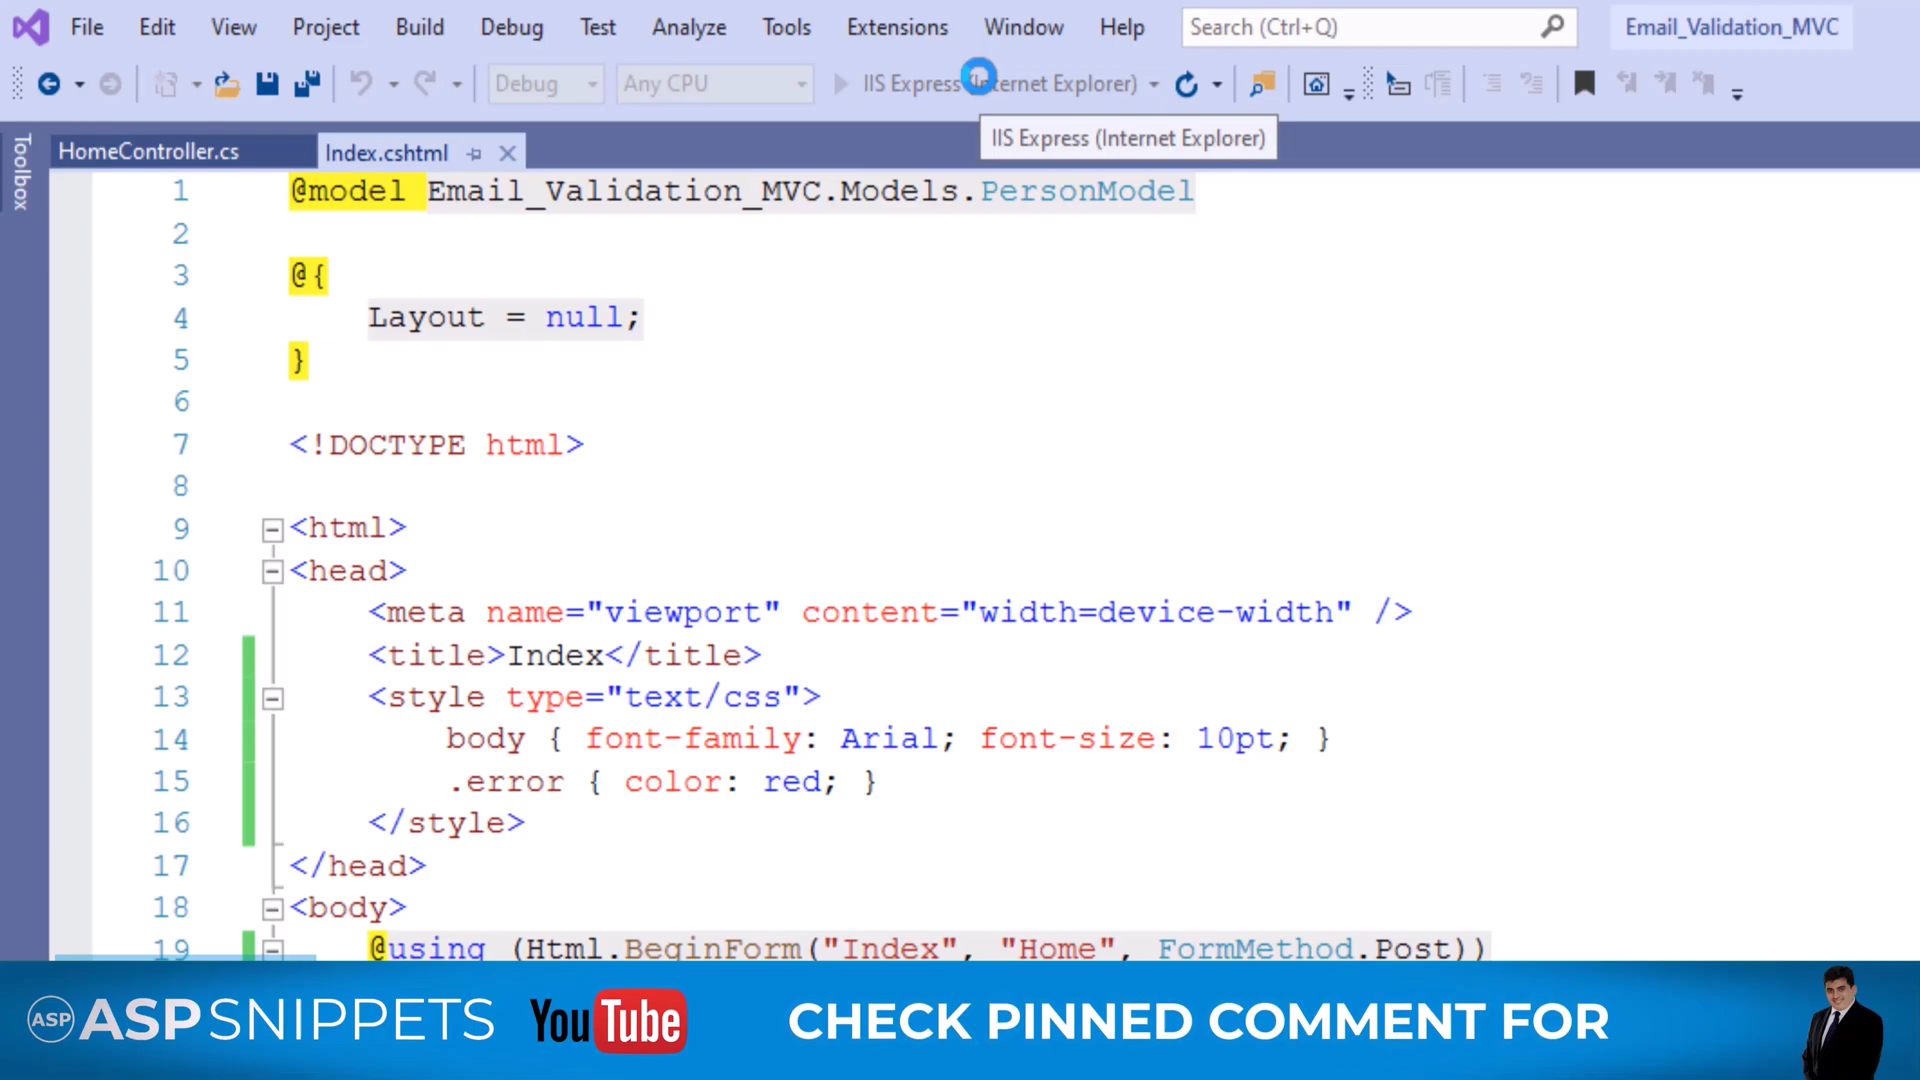 File Edit View Project Build Debug Test Analyze Tools Extensions Window Help Search (Ctrl+Q) Email_Validation_MVC
Debug Any CPU IIS Express (Internet Explorer)
IIS Express (Internet Explorer)
Toolbox
HomeController.cs Index.cshtml
1 @model Email_Validation_MVC.Models.PersonModel
2
3 @{
4 Layout = null;
5 }
6
7 <!DOCTYPE html>
8
9 <html>
10 <head>
11 <meta name="viewport" content="width=device-width" />
12 <title>Index</title>
13 <style type="text/css">
14 body { font-family: Arial; font-size: 10pt; }
15 .error { color: red; }
16 </style>
17 </head>
18 <body>
19 @using (Html.BeginForm("Index", "Home", FormMethod.Post))
ASP ASPSNIPPETS YouTube CHECK PINNED COMMENT FOR